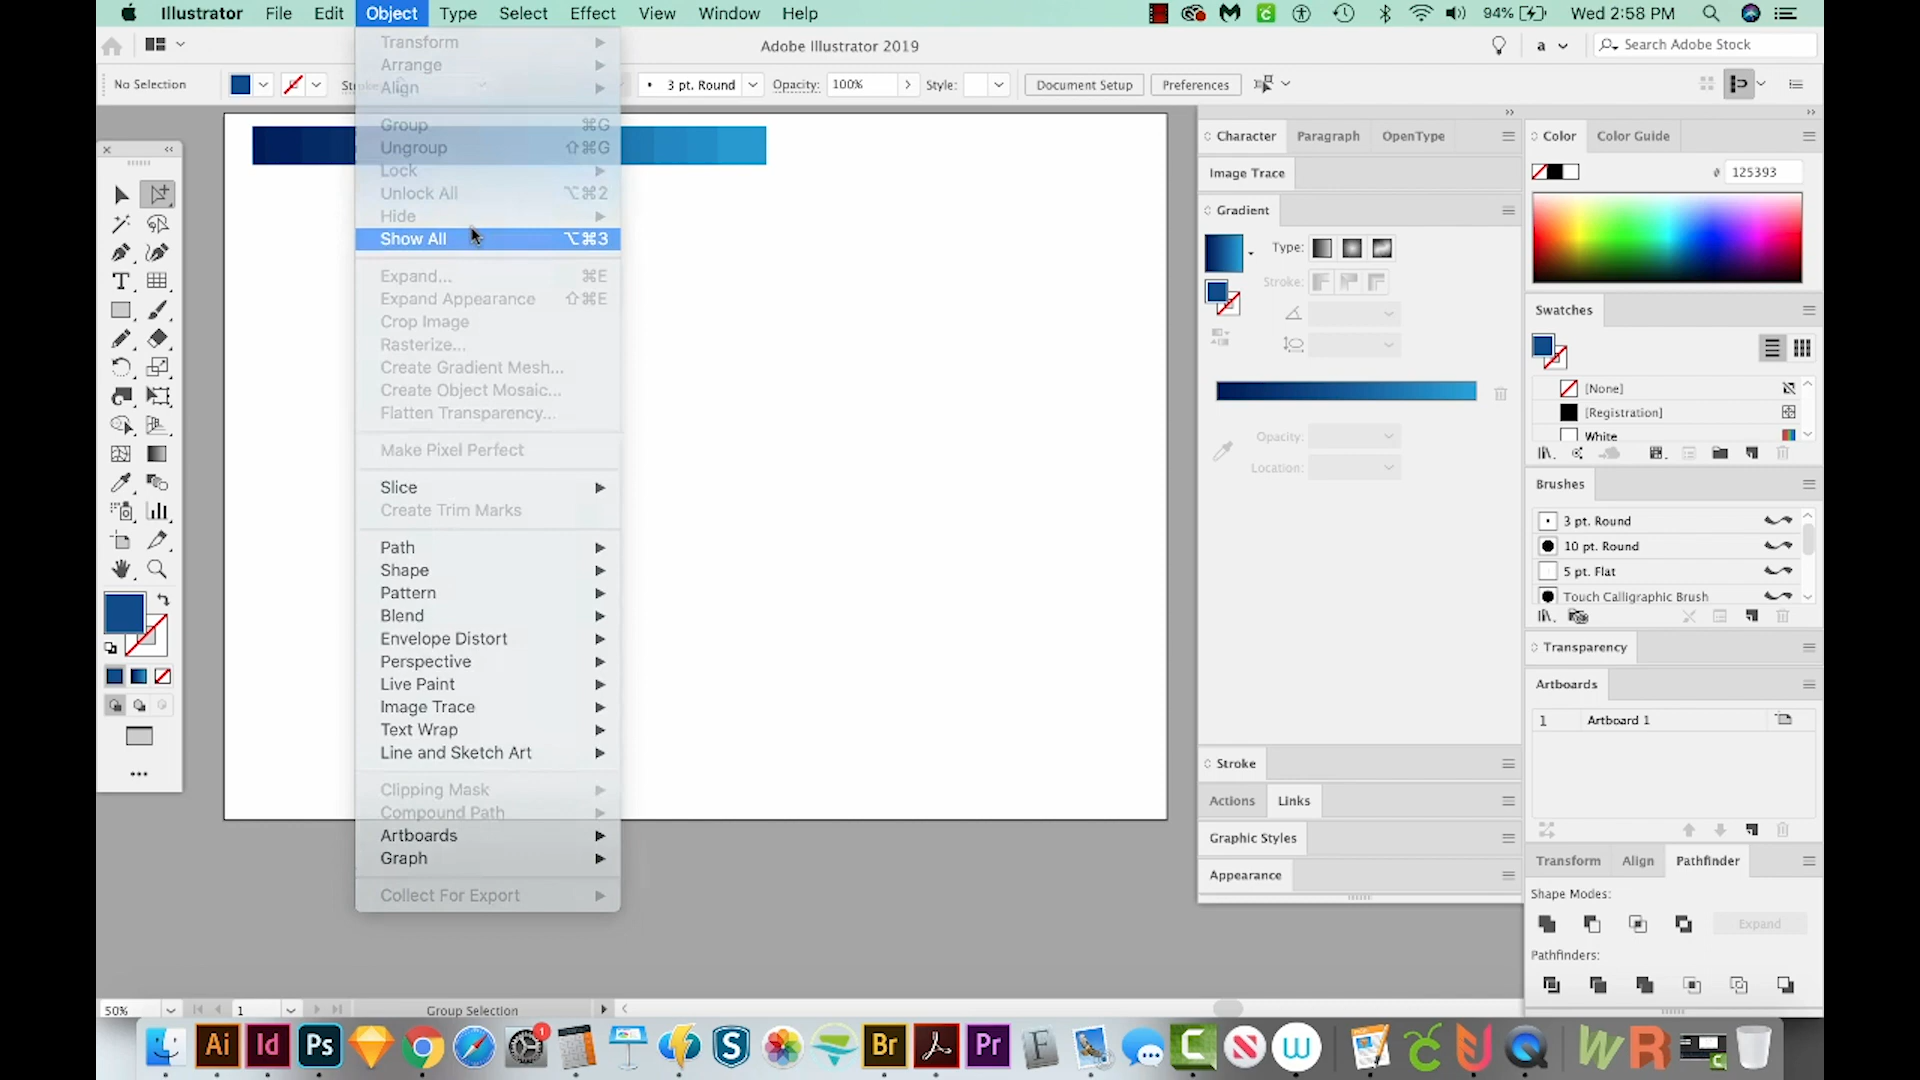 Illustrator File Edit Object Type Select Effect View Window Help 94% Wed 2:58 PM
Adobe Illustrator 2019
a Search Adobe Stock
No Selection 3 pt. Round Opacity: 100% Style: Document Setup Preferences
Transform
Arrange
Align
Group ⌘G
Ungroup ⇧⌘G
Lock
Unlock All ⌥⌘2
Hide
Show All ⌥⌘3
Expand... ⌘E
Expand Appearance ⇧⌘E
Crop Image
Rasterize...
Create Gradient Mesh...
Create Object Mosaic...
Flatten Transparency...
Make Pixel Perfect
Slice
Create Trim Marks
Path
Shape
Pattern
Blend
Envelope Distort
Perspective
Live Paint
Image Trace
Text Wrap
Line and Sketch Art
Clipping Mask
Compound Path
Artboards
Graph
Collect For Export
Character Paragraph OpenType
Image Trace
Gradient
Type:
Stroke:
Opacity:
Location:
Stroke
Actions Links
Graphic Styles
Appearance
Color Color Guide
125393
Swatches
[None]
[Registration]
White
Brushes
3 pt. Round
10 pt. Round
5 pt. Flat
Touch Calligraphic Brush
Transparency
Artboards
1 Artboard 1
Transform Align Pathfinder
Shape Modes:
Expand
Pathfinders:
50% 1 Group Selection
Ai Id Ps 1 S Br Pr F C N W U W R